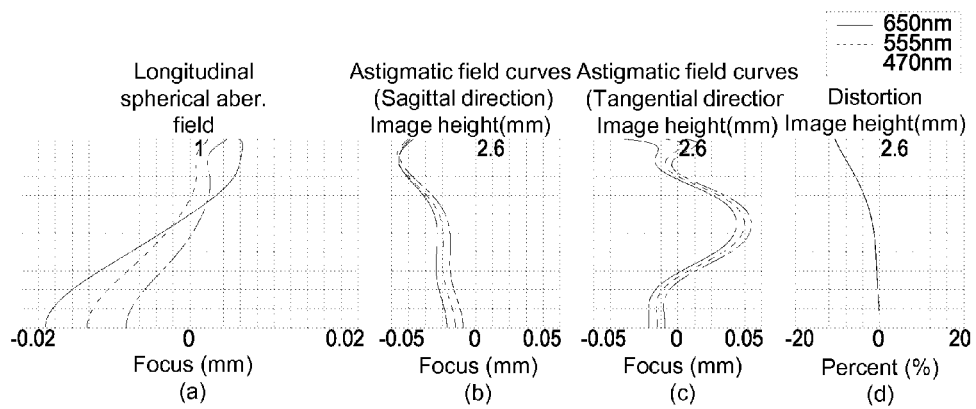 650nm
555nm
470nm
Longitudinal
spherical aber.
field
1
-0.02 0 0.02
Focus (mm)
(a)
Astigmatic field curves
(Sagittal direction)
Image height(mm)
2.6
-0.05 0 0.05
Focus (mm)
(b)
Astigmatic field curves
(Tangential direction
Image height(mm)
2.6
-0.05 0 0.05
Focus (mm)
(c)
Distortion
Image height(mm)
2.6
-20 0 20
Percent (%)
(d)